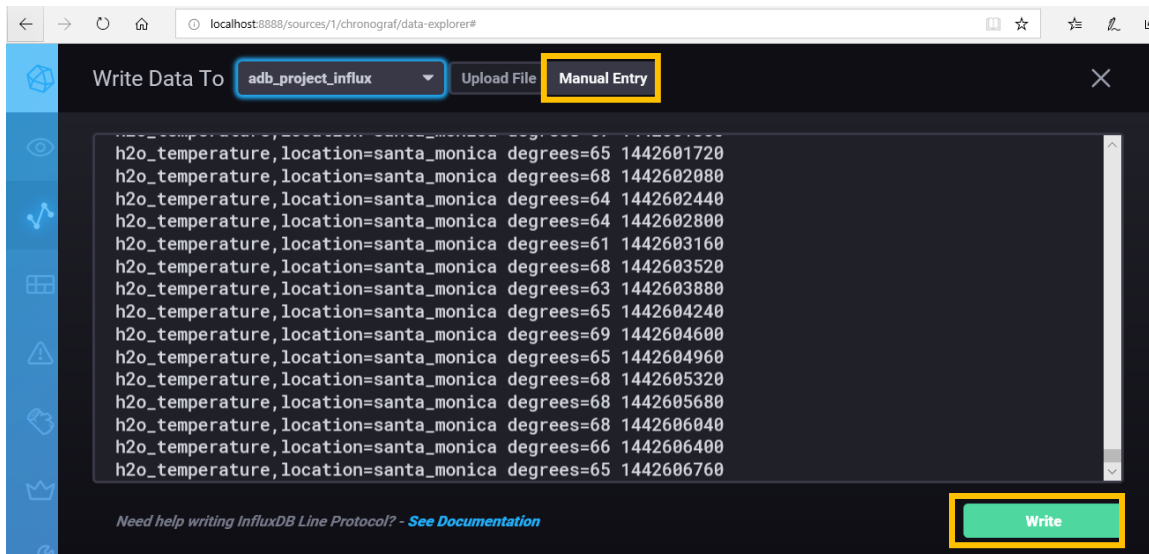 localhost:8888/sources/1/chronograf/data-explorer#
Write Data To adb_project_influx Upload File Manual Entry
h2o_temperature,location=santa_monica degrees=65 1442601720
h2o_temperature,location=santa_monica degrees=68 1442602080
h2o_temperature,location=santa_monica degrees=64 1442602440
h2o_temperature,location=santa_monica degrees=64 1442602800
h2o_temperature,location=santa_monica degrees=61 1442603160
h2o_temperature,location=santa_monica degrees=68 1442603520
h2o_temperature,location=santa_monica degrees=63 1442603880
h2o_temperature,location=santa_monica degrees=65 1442604240
h2o_temperature,location=santa_monica degrees=69 1442604600
h2o_temperature,location=santa_monica degrees=65 1442604960
h2o_temperature,location=santa_monica degrees=68 1442605320
h2o_temperature,location=santa_monica degrees=68 1442605680
h2o_temperature,location=santa_monica degrees=68 1442606040
h2o_temperature,location=santa_monica degrees=66 1442606400
h2o_temperature,location=santa_monica degrees=65 1442606760
Need help writing InfluxDB Line Protocol? - See Documentation
Write